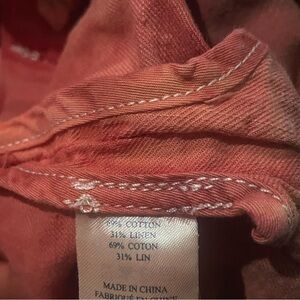 69% COTTON
31% LINEN
69% COTON
31% LIN
MADE IN CHINA
FABRIQUÉ EN CHINE